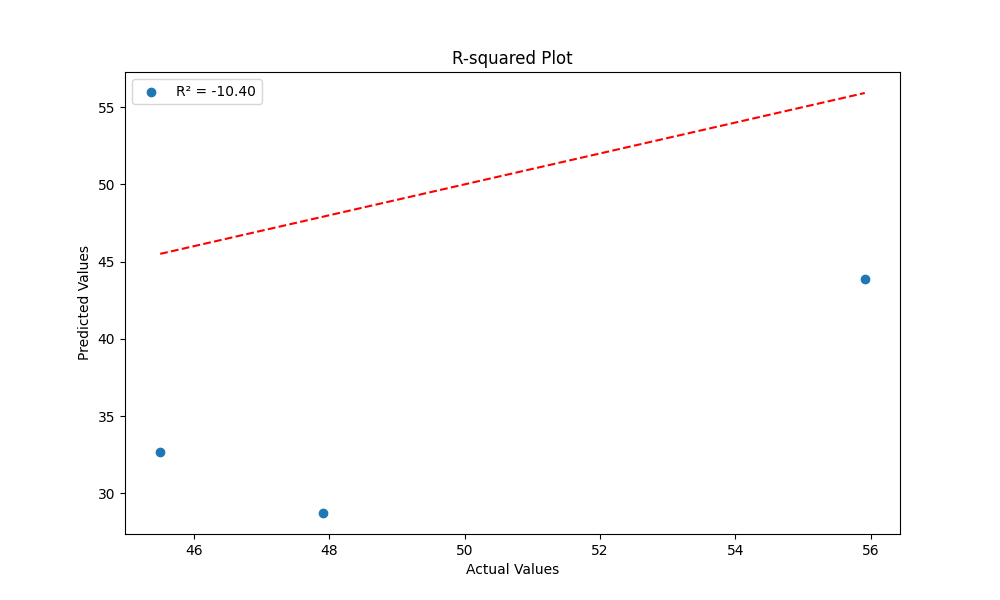 R-squared Plot
R² = -10.40
55
50
45
40
35
30
Predicted Values
46 48 50 52 54 56
Actual Values